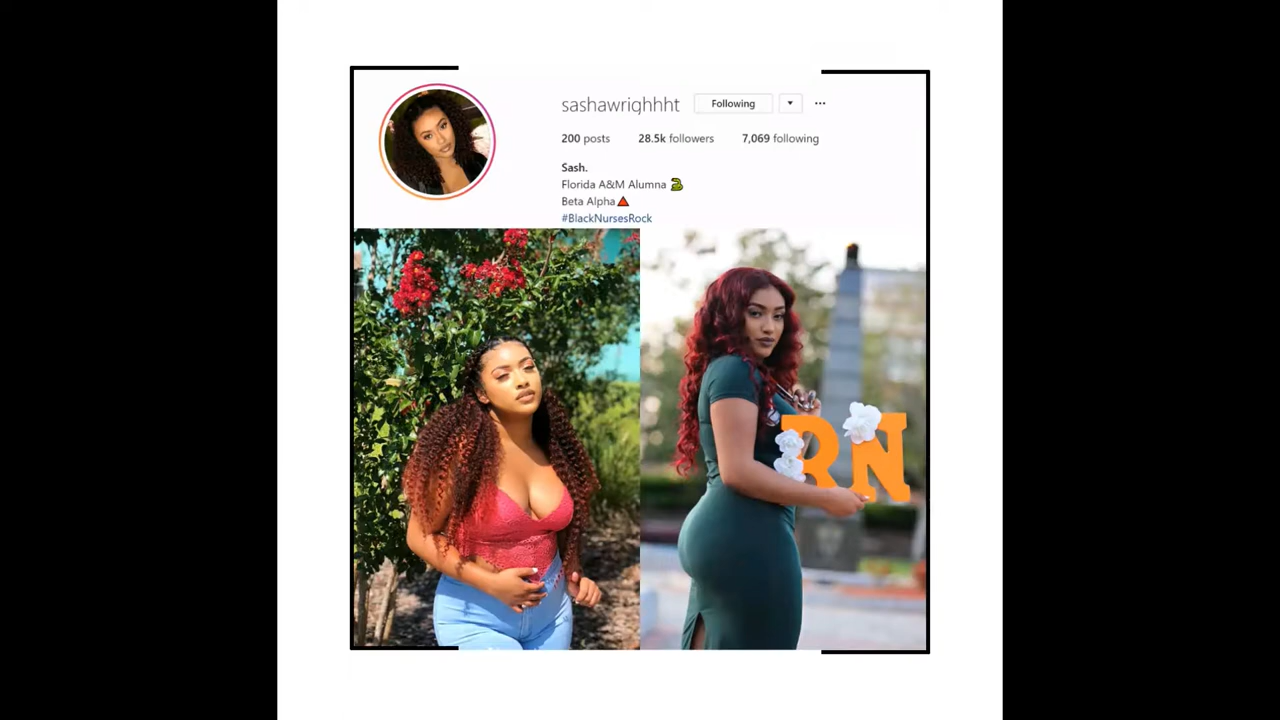 sashawrighhht Following
200 posts 28.5k followers 7,069 following
Sash.
Florida A&M Alumna 🐍
Beta Alpha🔺
#BlackNursesRock
RN